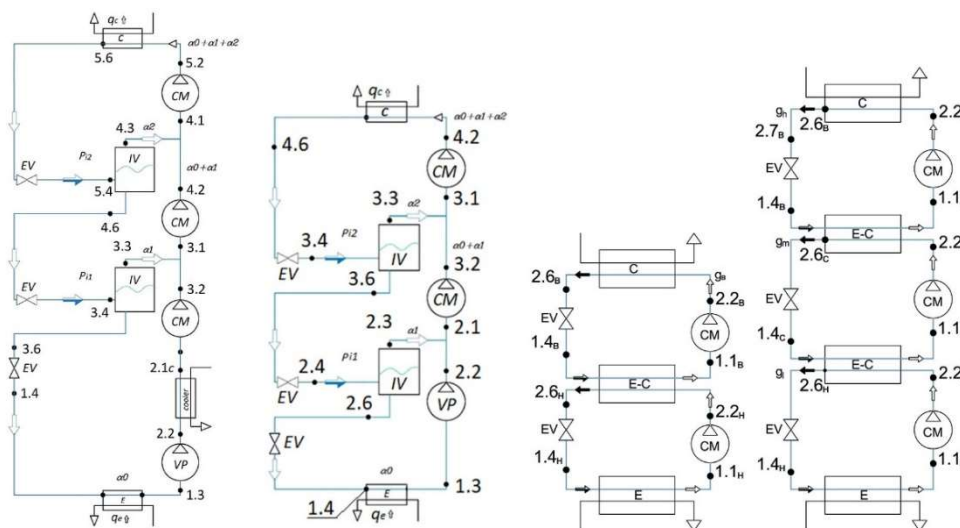 qc⇧
C
α0+α1+α2
5.6
5.2
CM
4.3
α2
4.1
IV
EV
Pi2
α0+α1
5.4
4.2
4.6
CM
3.3
α1
3.1
IV
EV
Pi1
3.4
3.2
CM
3.6
EV
2.1c
1.4
cooler
2.2
α0
VP
E
1.3
qe⇧
qc⇧
C
α0+α1+α2
4.6
4.2
CM
3.3
α2
3.1
IV
3.4
Pi2
α0+α1
EV
3.6
3.2
CM
2.3
α1
2.1
IV
2.4
Pi1
2.2
EV
2.6
VP
EV
α0
1.3
1.4
E
qe⇧
C
2.6B
gB
2.2B
EV
CM
1.4B
1.1B
2.6H
E-C
2.2H
EV
CM
1.4H
1.1H
E
C
gh
2.6B
2.2
2.7B
EV
CM
1.4B
1.1
E-C
gm
2.6C
2.2
EV
CM
1.4C
1.1
E-C
2.6H
2.2
EV
CM
1.4H
1.1
E